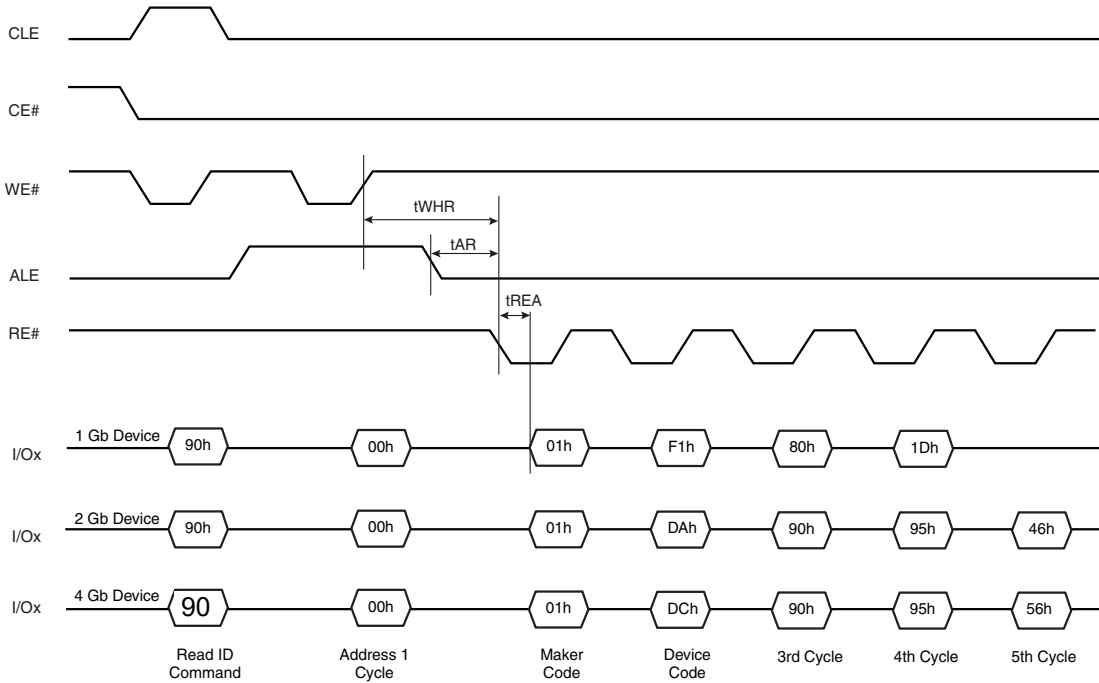 CLE
CE#
WE#
tWHR
tAR
ALE
tREA
RE#
1 Gb Device
I/Ox 90h 00h 01h F1h 80h 1Dh
2 Gb Device
I/Ox 90h 00h 01h DAh 90h 95h 46h
4 Gb Device
I/Ox 90 00h 01h DCh 90h 95h 56h
Read ID Address 1 Maker Device 3rd Cycle 4th Cycle 5th Cycle
Command Cycle Code Code